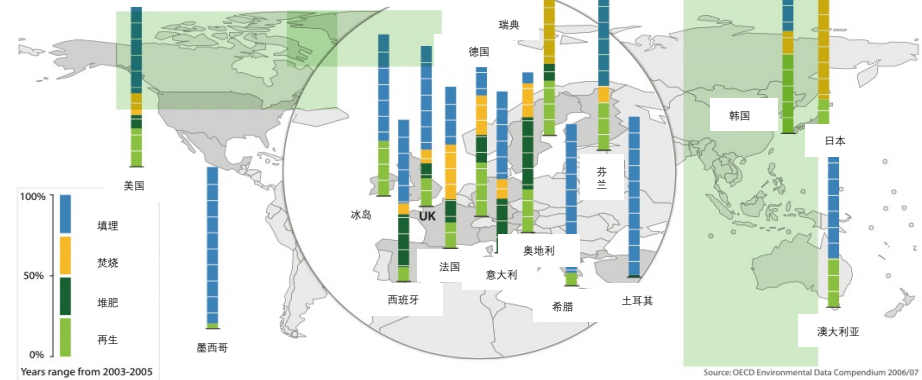 瑞典
德国
韩国
日本
美国
芬
兰
100%
填埋
冰岛
UK
焚烧
奥地利
法国
意大利
50%
堆肥
西班牙
希腊
土耳其
再生
澳大利亚
墨西哥
0%
Years range from 2003-2005
Source: OECD Environmental Data Compendium 2006/07